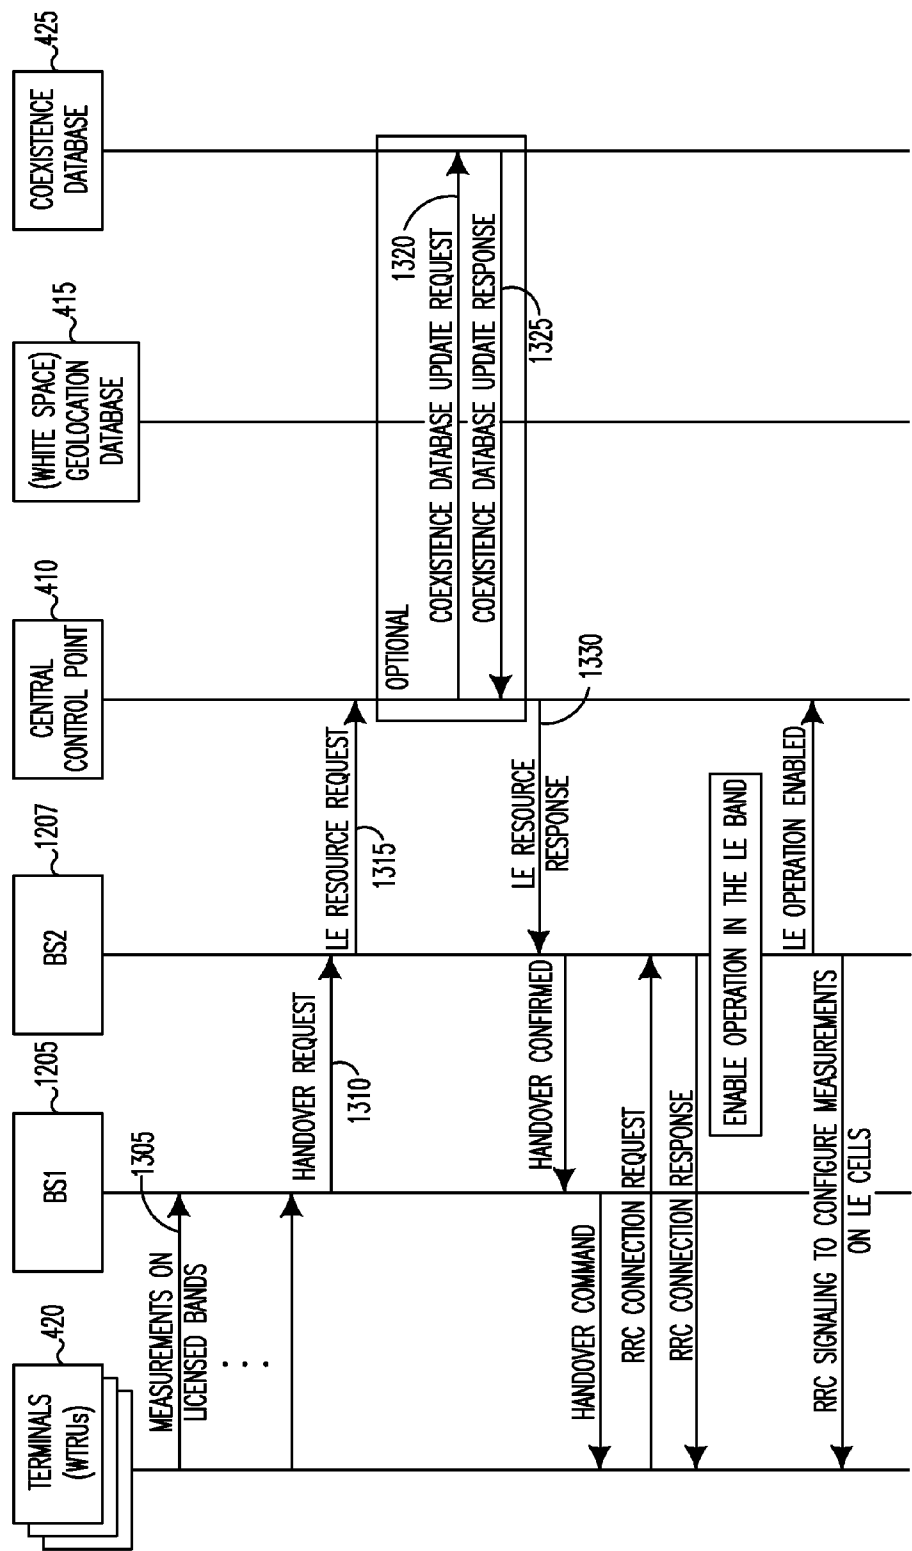 TERMINALS
(WTRUs)
420
BS1
1205
BS2
1207
CENTRAL
CONTROL POINT
410
(WHITE SPACE)
GEOLOCATION
DATABASE
415
COEXISTENCE
DATABASE
425
MEASUREMENTS ON
LICENSED BANDS
1305
. . .
HANDOVER REQUEST
1310
LE RESOURCE REQUEST
1315
OPTIONAL
COEXISTENCE DATABASE UPDATE REQUEST
1320
COEXISTENCE DATABASE UPDATE RESPONSE
1325
LE RESOURCE
RESPONSE
1330
HANDOVER CONFIRMED
HANDOVER COMMAND
RRC CONNECTION REQUEST
RRC CONNECTION RESPONSE
ENABLE OPERATION IN THE LE BAND
LE OPERATION ENABLED
RRC SIGNALING TO CONFIGURE MEASUREMENTS
ON LE CELLS